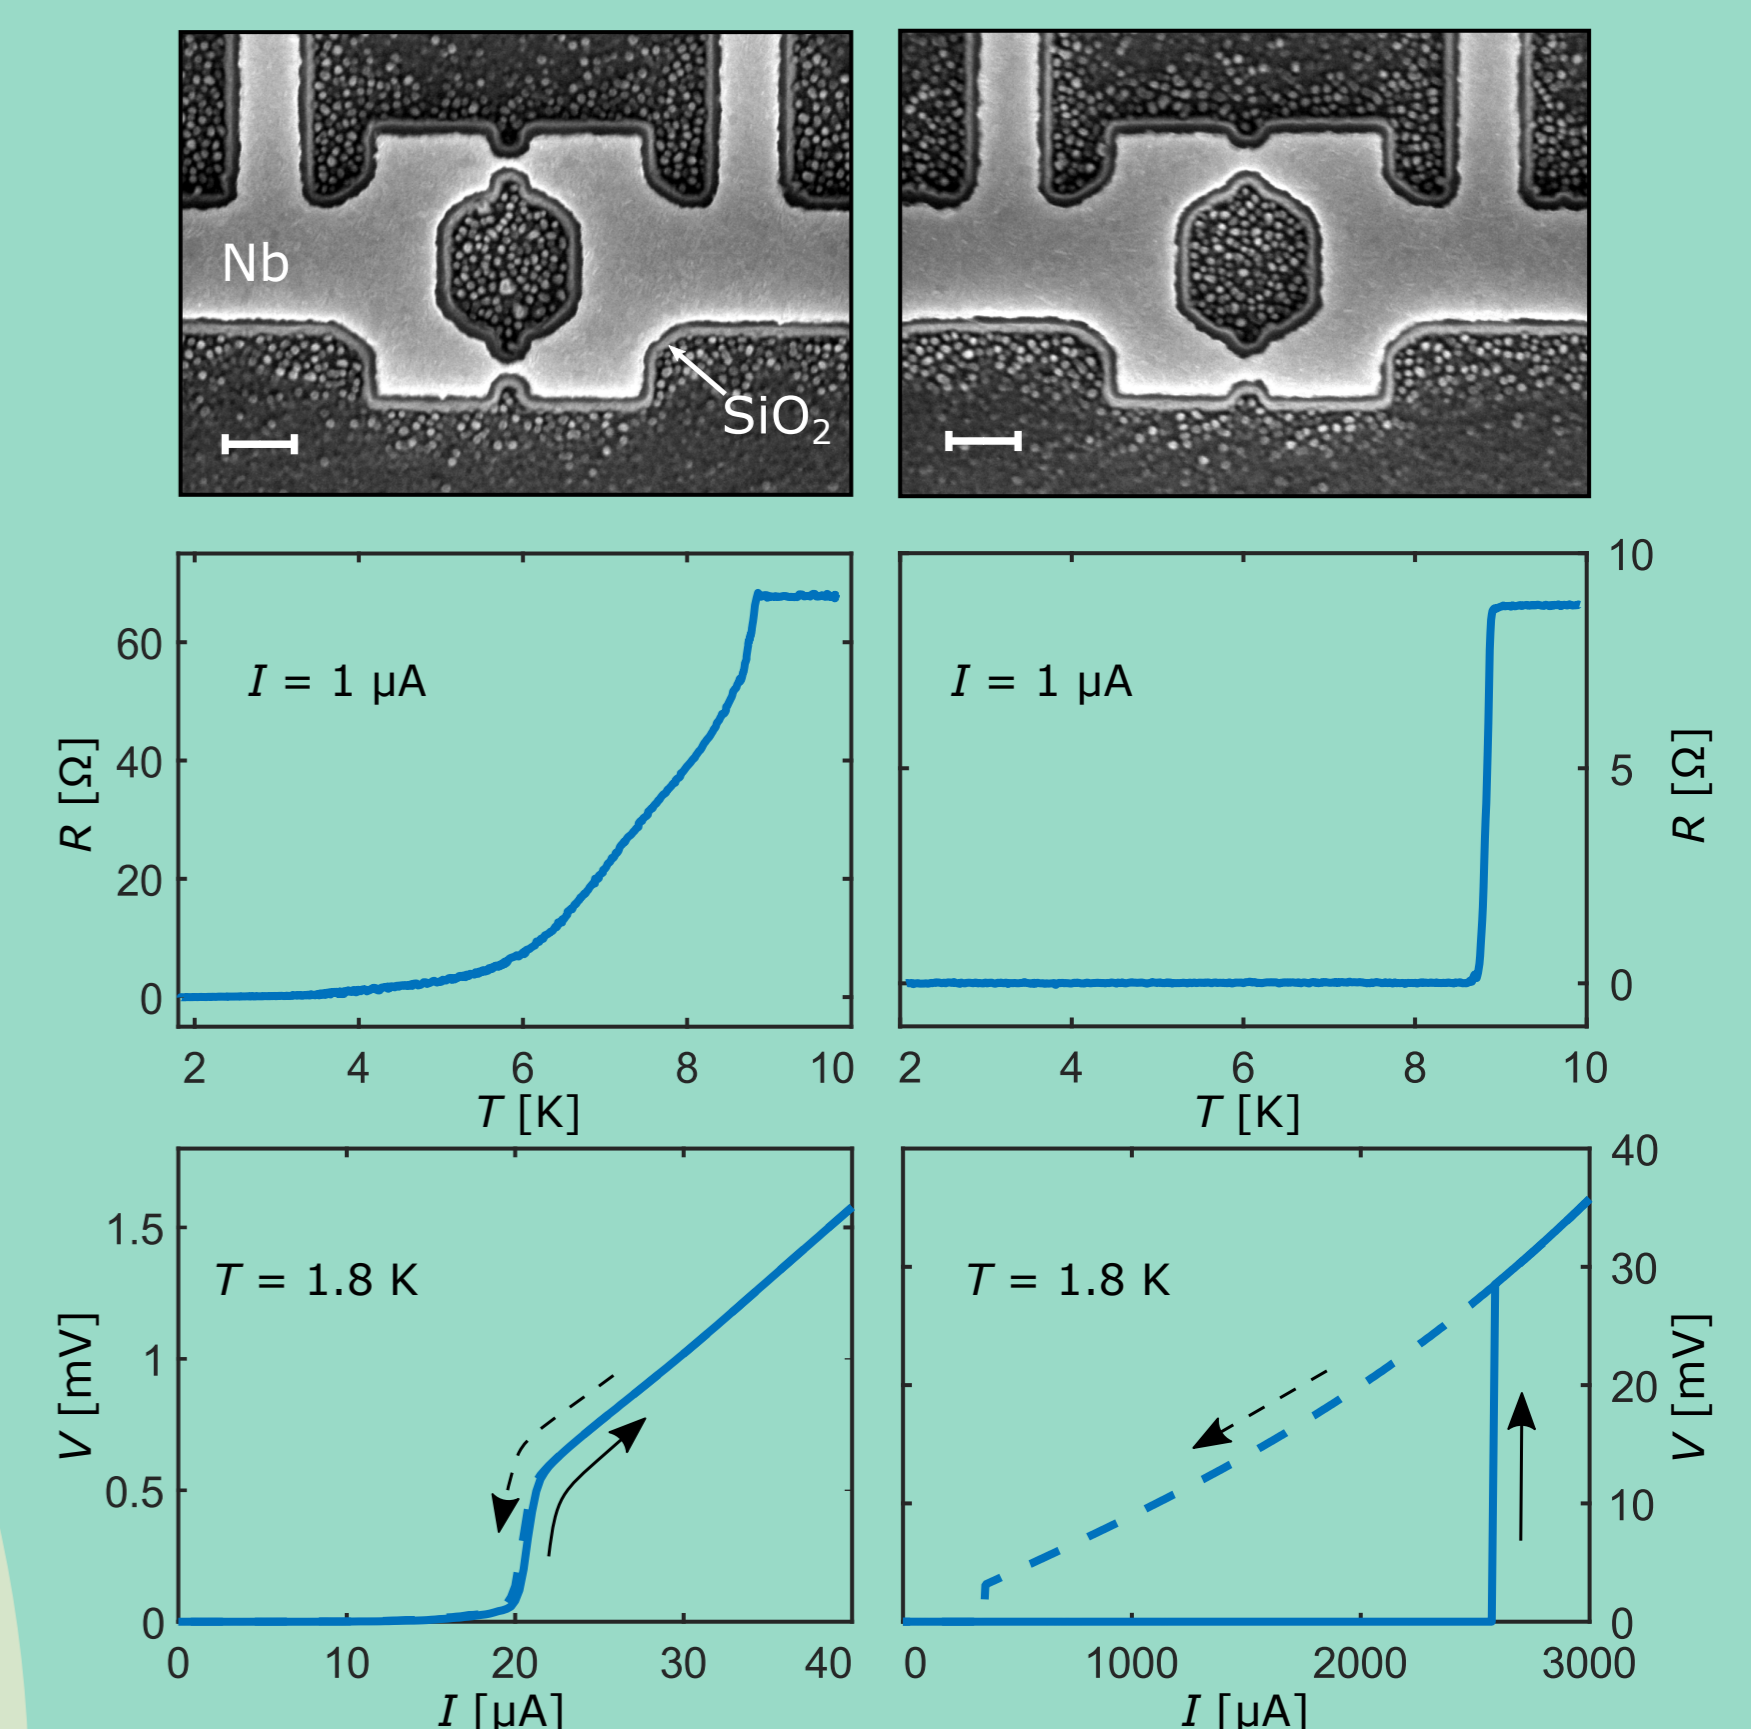 Nb
SiO₂
60
40
20
0
R [Ω]
I = 1 µA
2 4 6 8 10
T [K]
I = 1 µA
10
5
0
R [Ω]
2 4 6 8 10
T [K]
1.5
1
0.5
0
V [mV]
T = 1.8 K
0 10 20 30 40
I [µA]
T = 1.8 K
40
30
20
10
0
V [mV]
0 1000 2000 3000
I [µA]